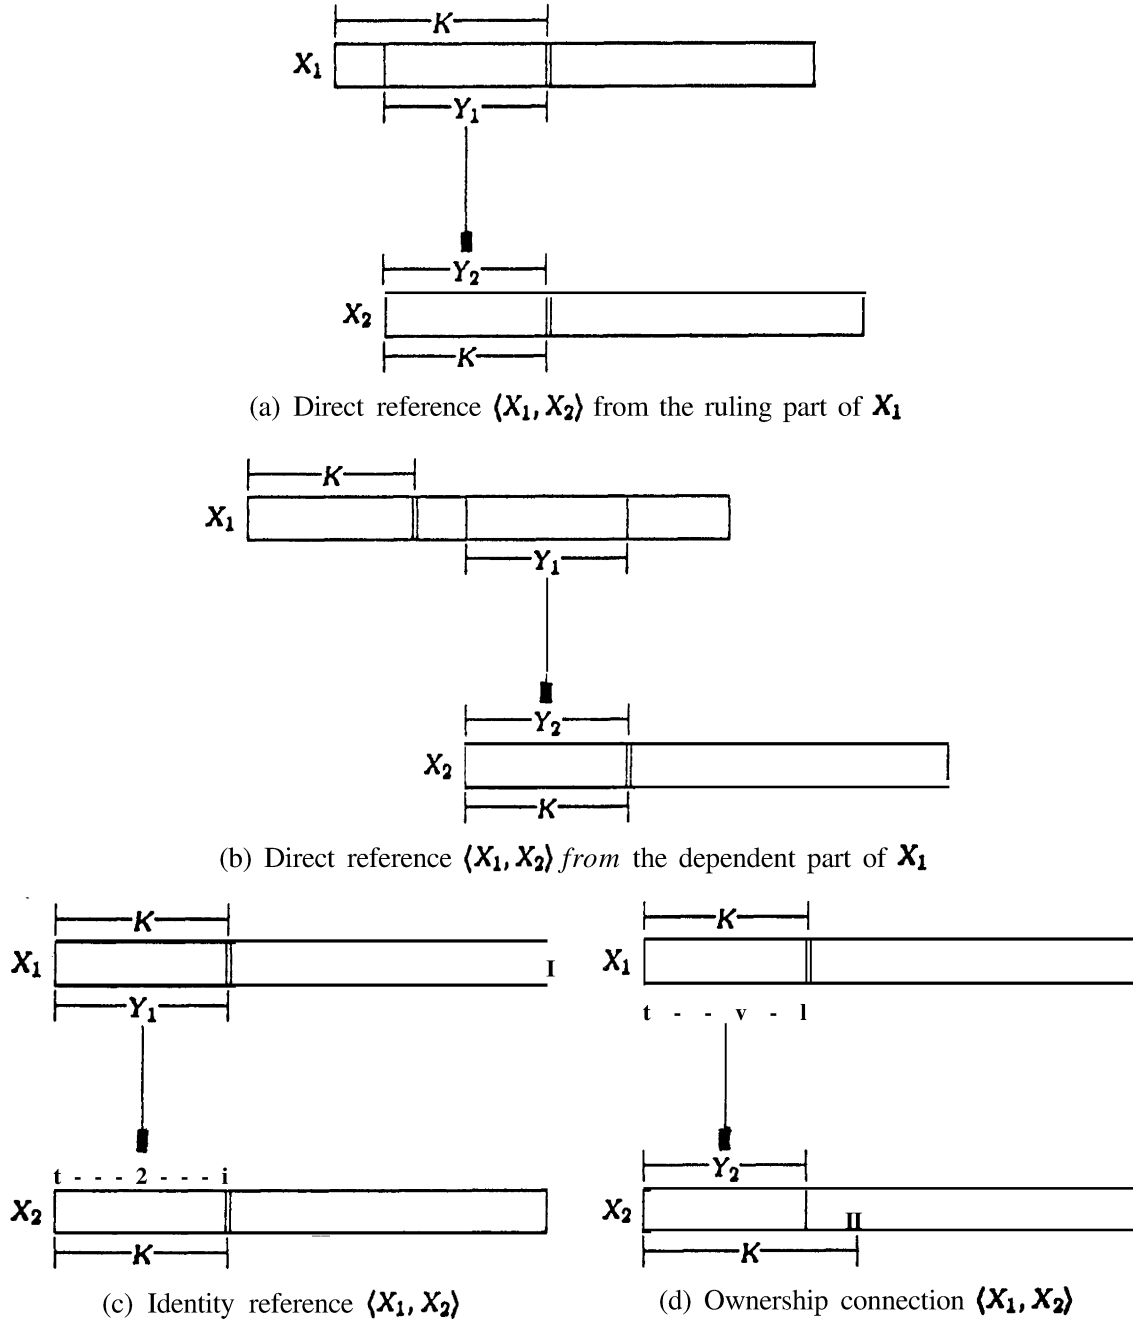 K
X₁
Y₁
Y₂
X₂
K
(a) Direct reference ⟨X₁, X₂⟩ from the ruling part of X₁
K
X₁
Y₁
Y₂
X₂
K
(b) Direct reference ⟨X₁, X₂⟩ from the dependent part of X₁
K
X₁
I
Y₁
t - - - 2 - - - i
X₂
K
(c) Identity reference ⟨X₁, X₂⟩
K
X₁
t - - v - l
Y₂
X₂
II
K
(d) Ownership connection ⟨X₁, X₂⟩